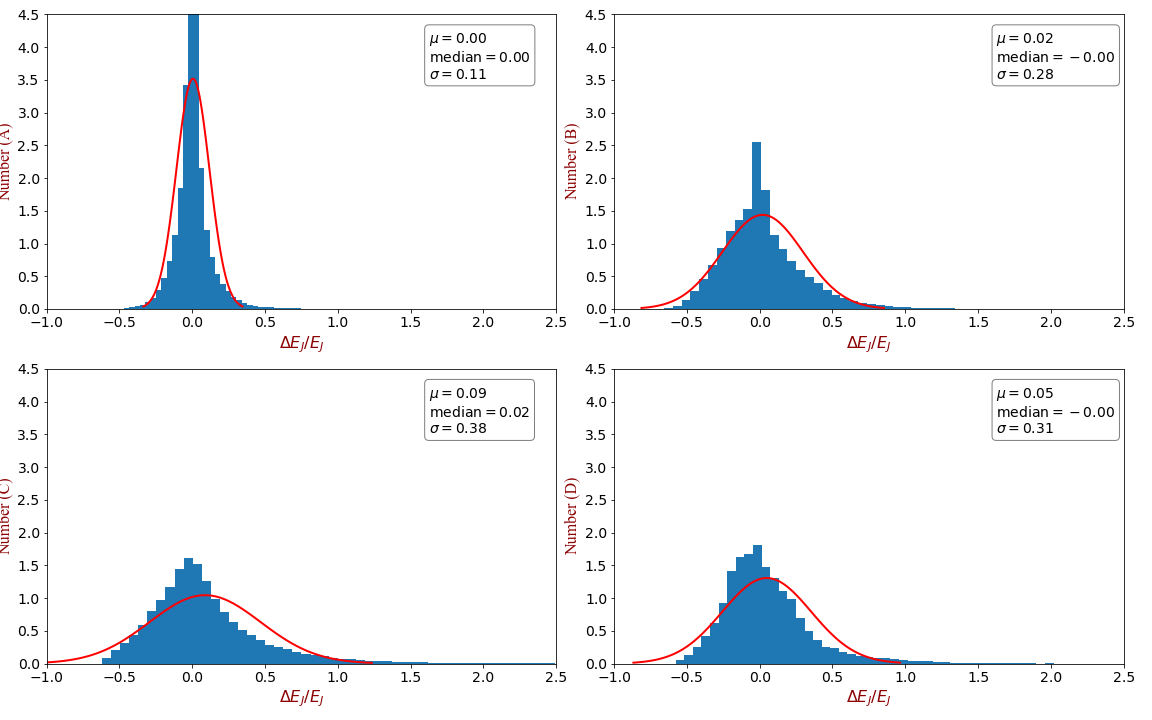 4.5
4.0
3.5
3.0
2.5
2.0
1.5
1.0
0.5
0.0
Number (A)
μ = 0.00
median = 0.00
σ = 0.11
−1.0 −0.5 0.0 0.5 1.0 1.5 2.0 2.5
ΔE_J/E_J
4.5
4.0
3.5
3.0
2.5
2.0
1.5
1.0
0.5
0.0
Number (B)
μ = 0.02
median = −0.00
σ = 0.28
−1.0 −0.5 0.0 0.5 1.0 1.5 2.0 2.5
ΔE_J/E_J
4.5
4.0
3.5
3.0
2.5
2.0
1.5
1.0
0.5
0.0
Number (C)
μ = 0.09
median = 0.02
σ = 0.38
−1.0 −0.5 0.0 0.5 1.0 1.5 2.0 2.5
ΔE_J/E_J
4.5
4.0
3.5
3.0
2.5
2.0
1.5
1.0
0.5
0.0
Number (D)
μ = 0.05
median = −0.00
σ = 0.31
−1.0 −0.5 0.0 0.5 1.0 1.5 2.0 2.5
ΔE_J/E_J